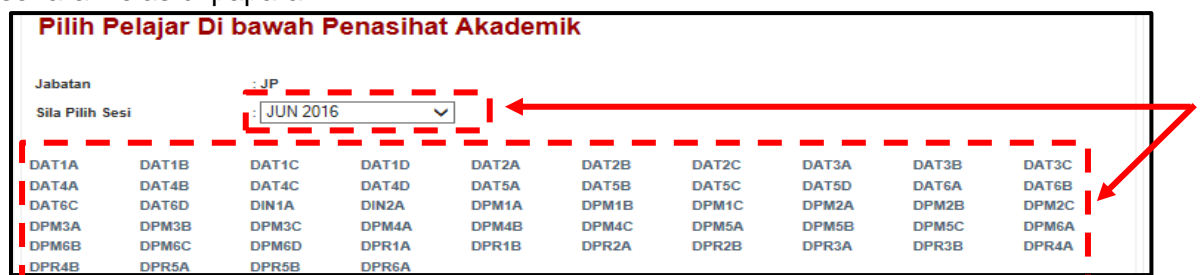 Pilih Pelajar Di bawah Penasihat Akademik
Jabatan : JP
Sila Pilih Sesi : JUN 2016
DAT1A DAT1B DAT1C DAT1D DAT2A DAT2B DAT2C DAT3A DAT3B DAT3C
DAT4A DAT4B DAT4C DAT4D DAT5A DAT5B DAT5C DAT5D DAT6A DAT6B
DAT6C DAT6D DIN1A DIN2A DPM1A DPM1B DPM1C DPM2A DPM2B DPM2C
DPM3A DPM3B DPM3C DPM4A DPM4B DPM4C DPM5A DPM5B DPM5C DPM6A
DPM6B DPM6C DPM6D DPR1A DPR1B DPR2A DPR2B DPR3A DPR3B DPR4A
DPR4B DPR5A DPR5B DPR6A